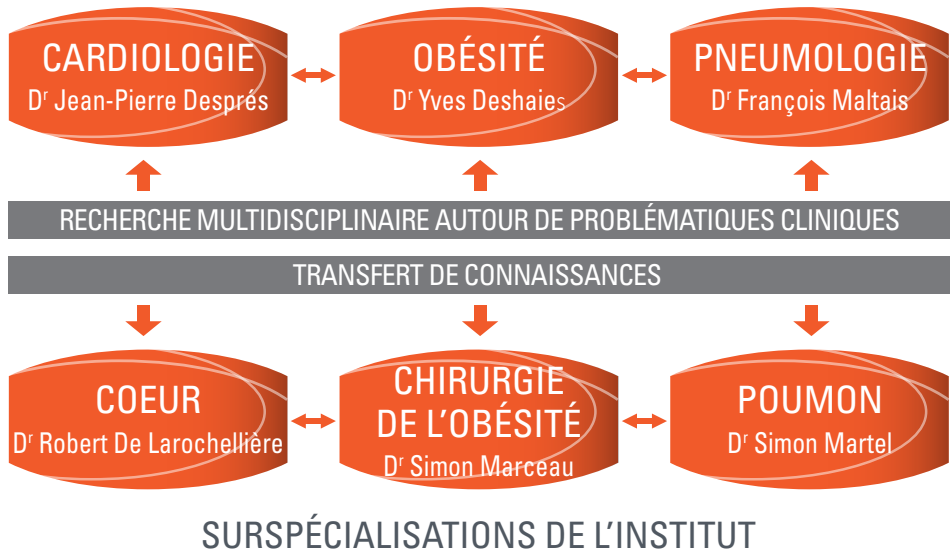 CARDIOLOGIE
Dʳ Jean-Pierre Després
OBÉSITÉ
Dʳ Yves Deshaies
PNEUMOLOGIE
Dʳ François Maltais
RECHERCHE MULTIDISCIPLINAIRE AUTOUR DE PROBLÉMATIQUES CLINIQUES
TRANSFERT DE CONNAISSANCES
COEUR
Dʳ Robert De Larochellière
CHIRURGIE
DE L'OBÉSITÉ
Dʳ Simon Marceau
POUMON
Dʳ Simon Martel
SURSPÉCIALISATIONS DE L'INSTITUT